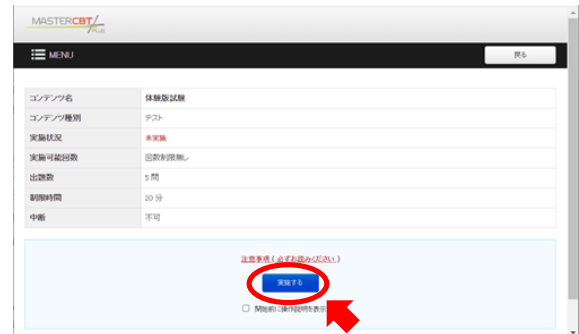 MASTERCBT/PLUS
MENU 戻る
コンテンツ名 体験版試験
コンテンツ種別 テスト
実施状況 未実施
実施可能回数 回数制限無し
出題数 5 問
制限時間 20 分
中断 不可
注意事項(必ずお読みください)
実施する
開始前に操作説明を表示